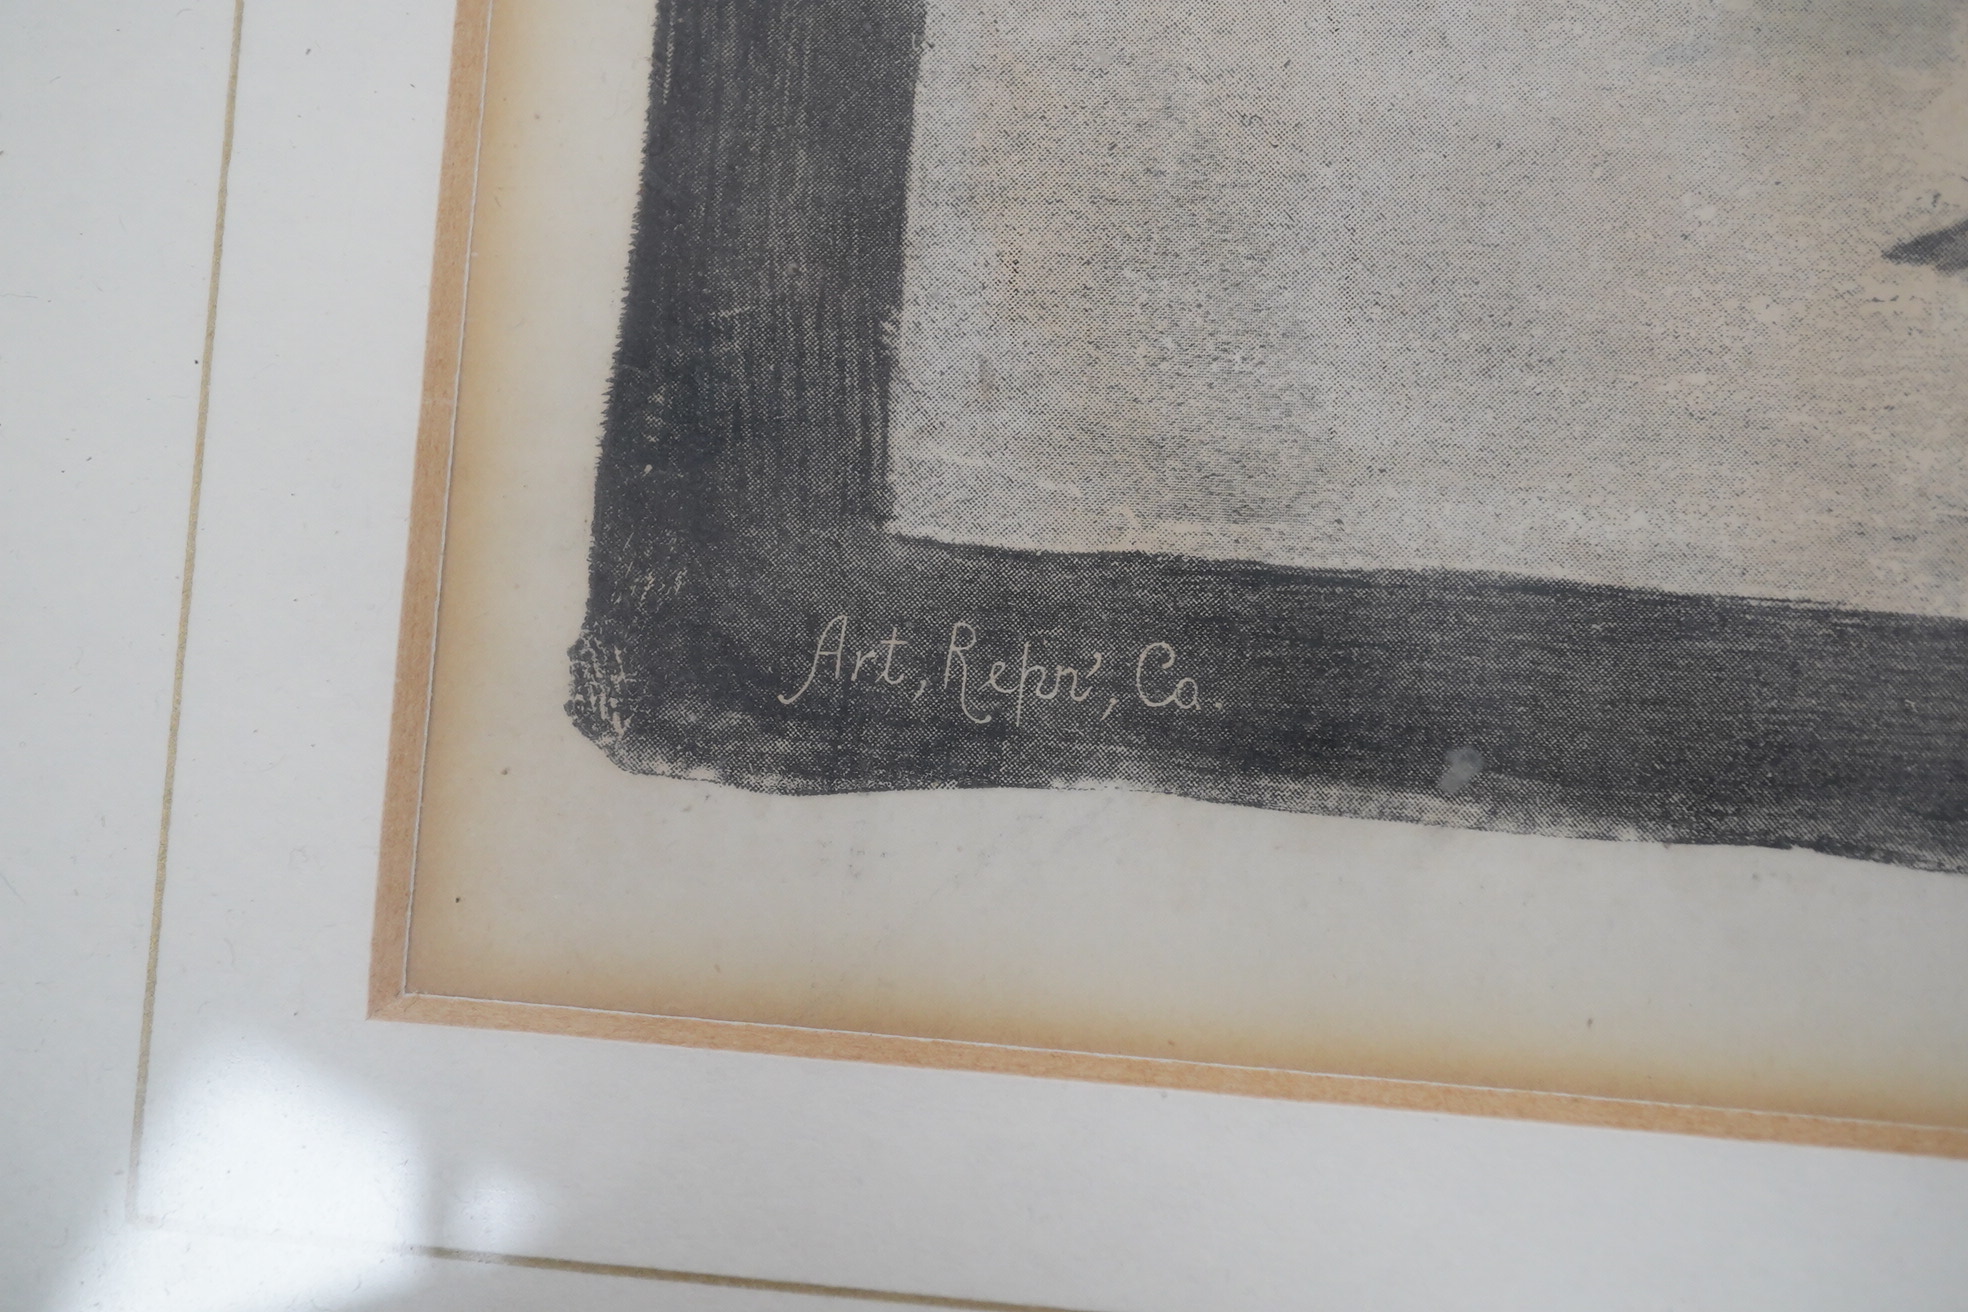 Art, Repr', Co.